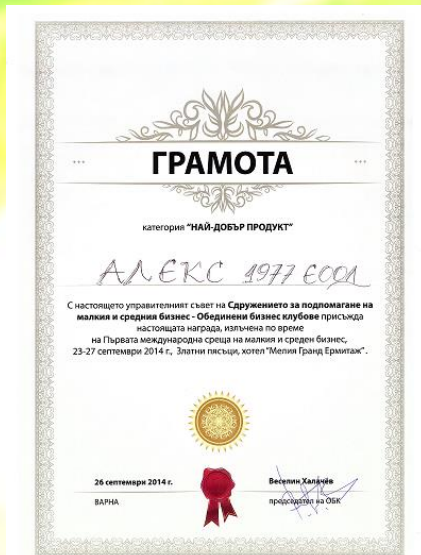 ГРАМОТА
категория "НАЙ-ДОБЪР ПРОДУКТ"
АЛЕКС 1977 ЕООД
С настоящето управителният съвет на Сдружението за подпомагане на
малкия и средния бизнес - Обединени бизнес клубове присъжда
настоящата награда, излъчена по време
на Първата международна среща на малкия и среден бизнес,
23-27 септември 2014 г., Златни пясъци, хотел "Мелия Гранд Ермитаж".
26 септември 2014 г.
Веселин Халачев
ВАРНА
председател на ОБК